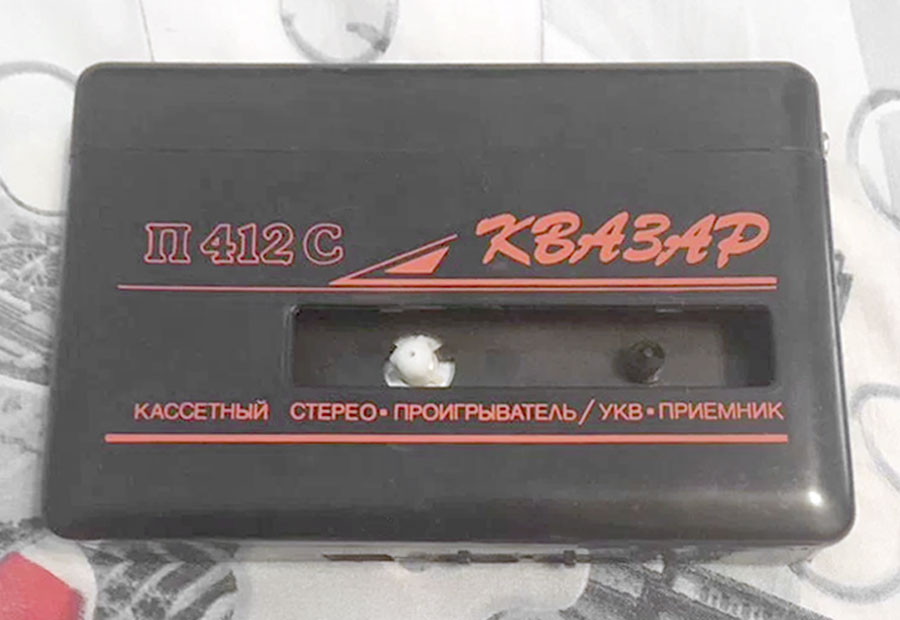 П 412 С КВАЗАР
КАССЕТНЫЙ СТЕРЕО • ПРОИГРЫВАТЕЛЬ / УКВ • ПРИЕМНИК